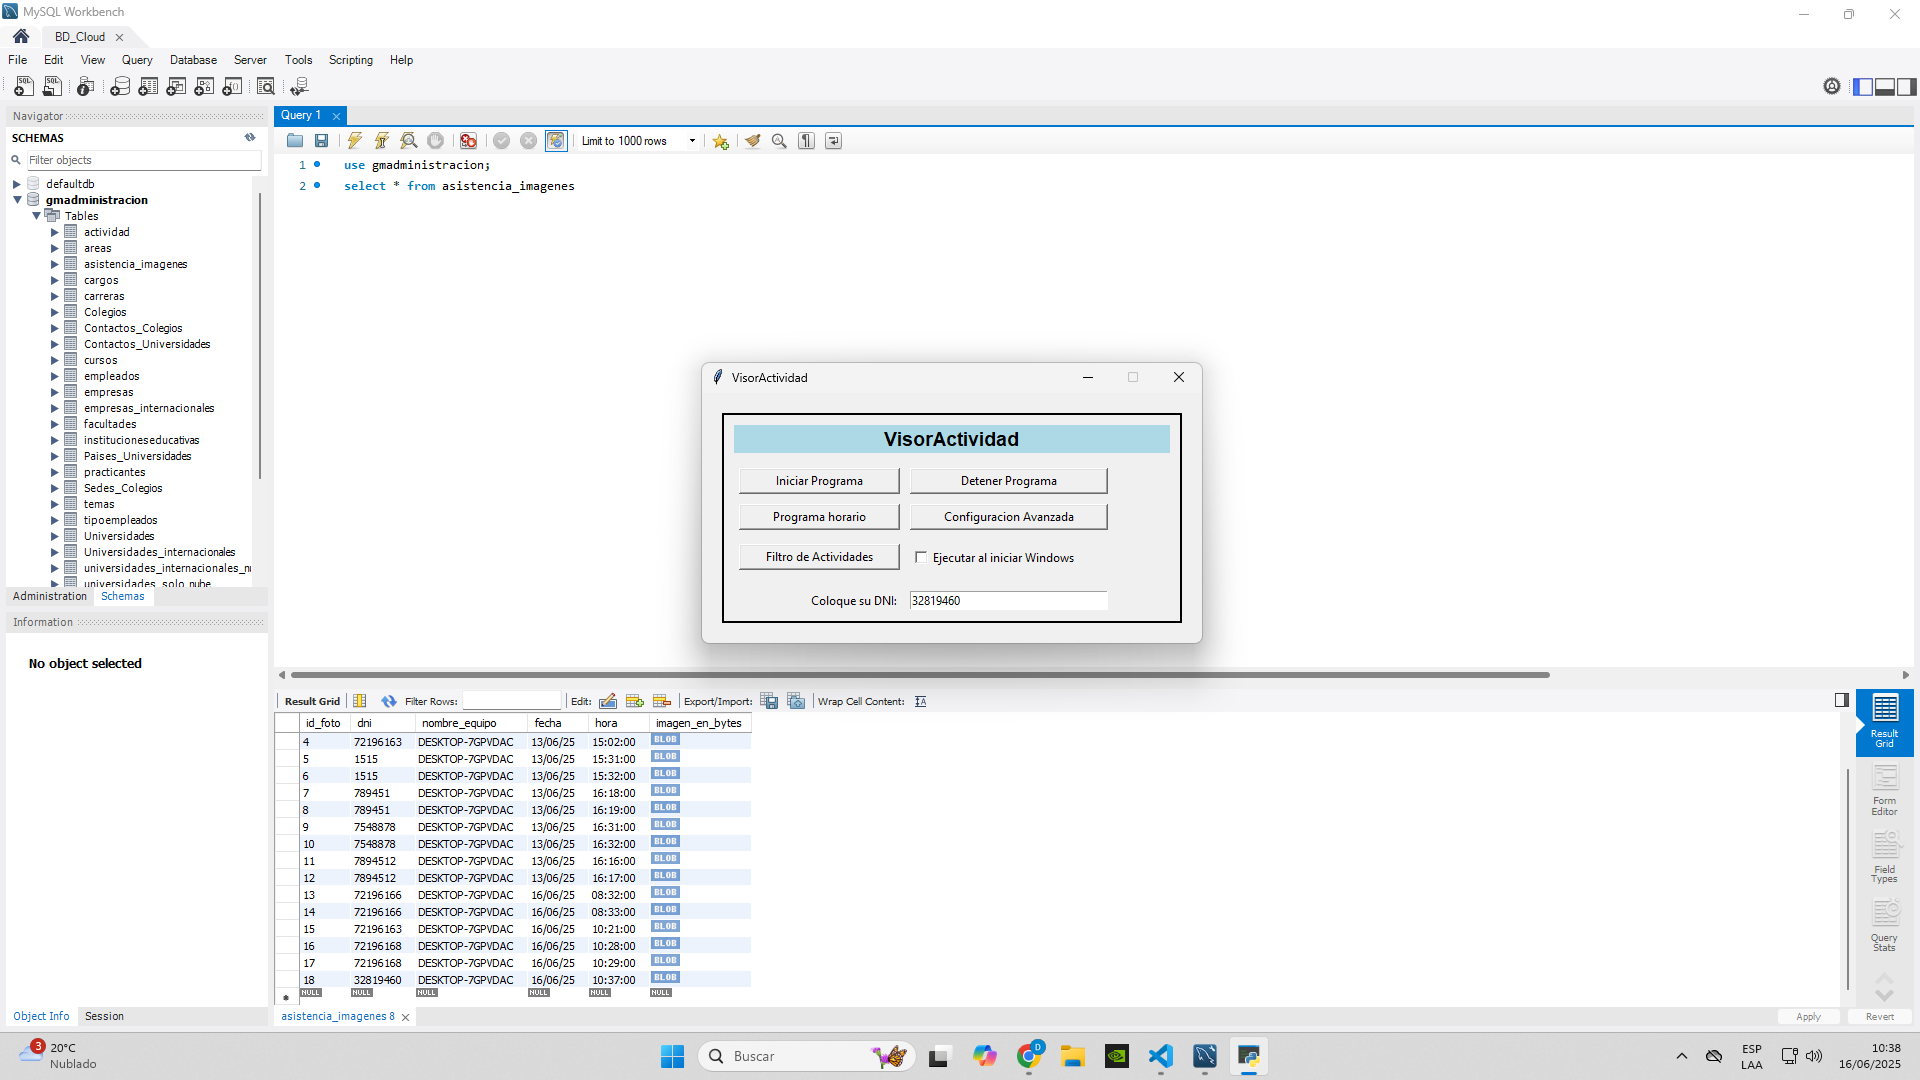 MySQL Workbench
BD_Cloud
File Edit View Query Database Server Tools Scripting Help
Navigator
SCHEMAS
Filter objects
defaultdb
gmadministracion
Tables
actividad
areas
asistencia_imagenes
cargos
carreras
Colegios
Contactos_Colegios
Contactos_Universidades
cursos
empleados
empresas
empresas_internacionales
facultades
institucioneseducativas
Paises_Universidades
practicantes
Sedes_Colegios
temas
tipoempleados
Universidades
Universidades_internacionales
universidades_internacionales_n
universidades_solo_nube
Administration Schemas
Information
No object selected
Object Info Session
Query 1
Limit to 1000 rows
1 use gmadministracion;
2 select * from asistencia_imagenes
VisorActividad
VisorActividad
Iniciar Programa Detener Programa
Programa horario Configuracion Avanzada
Filtro de Actividades Ejecutar al iniciar Windows
Coloque su DNI: 32819460
Result Grid Filter Rows: Edit: Export/Import: Wrap Cell Content:
id_foto dni nombre_equipo fecha hora imagen_en_bytes
4 72196163 DESKTOP-7GPVDAC 13/06/25 15:02:00 BLOB
5 1515 DESKTOP-7GPVDAC 13/06/25 15:31:00 BLOB
6 1515 DESKTOP-7GPVDAC 13/06/25 15:32:00 BLOB
7 789451 DESKTOP-7GPVDAC 13/06/25 16:18:00 BLOB
8 789451 DESKTOP-7GPVDAC 13/06/25 16:19:00 BLOB
9 7548878 DESKTOP-7GPVDAC 13/06/25 16:31:00 BLOB
10 7548878 DESKTOP-7GPVDAC 13/06/25 16:32:00 BLOB
11 7894512 DESKTOP-7GPVDAC 13/06/25 16:16:00 BLOB
12 7894512 DESKTOP-7GPVDAC 13/06/25 16:17:00 BLOB
13 72196166 DESKTOP-7GPVDAC 16/06/25 08:32:00 BLOB
14 72196166 DESKTOP-7GPVDAC 16/06/25 08:33:00 BLOB
15 72196163 DESKTOP-7GPVDAC 16/06/25 10:21:00 BLOB
16 72196168 DESKTOP-7GPVDAC 16/06/25 10:28:00 BLOB
17 72196168 DESKTOP-7GPVDAC 16/06/25 10:29:00 BLOB
18 32819460 DESKTOP-7GPVDAC 16/06/25 10:37:00 BLOB
NULL NULL NULL NULL NULL NULL
Result
Grid
Form
Editor
Field
Types
Query
Stats
asistencia_imagenes 8
Apply Revert
3
20°C
Nublado
Buscar
D
ESP
LAA
10:38
16/06/2025